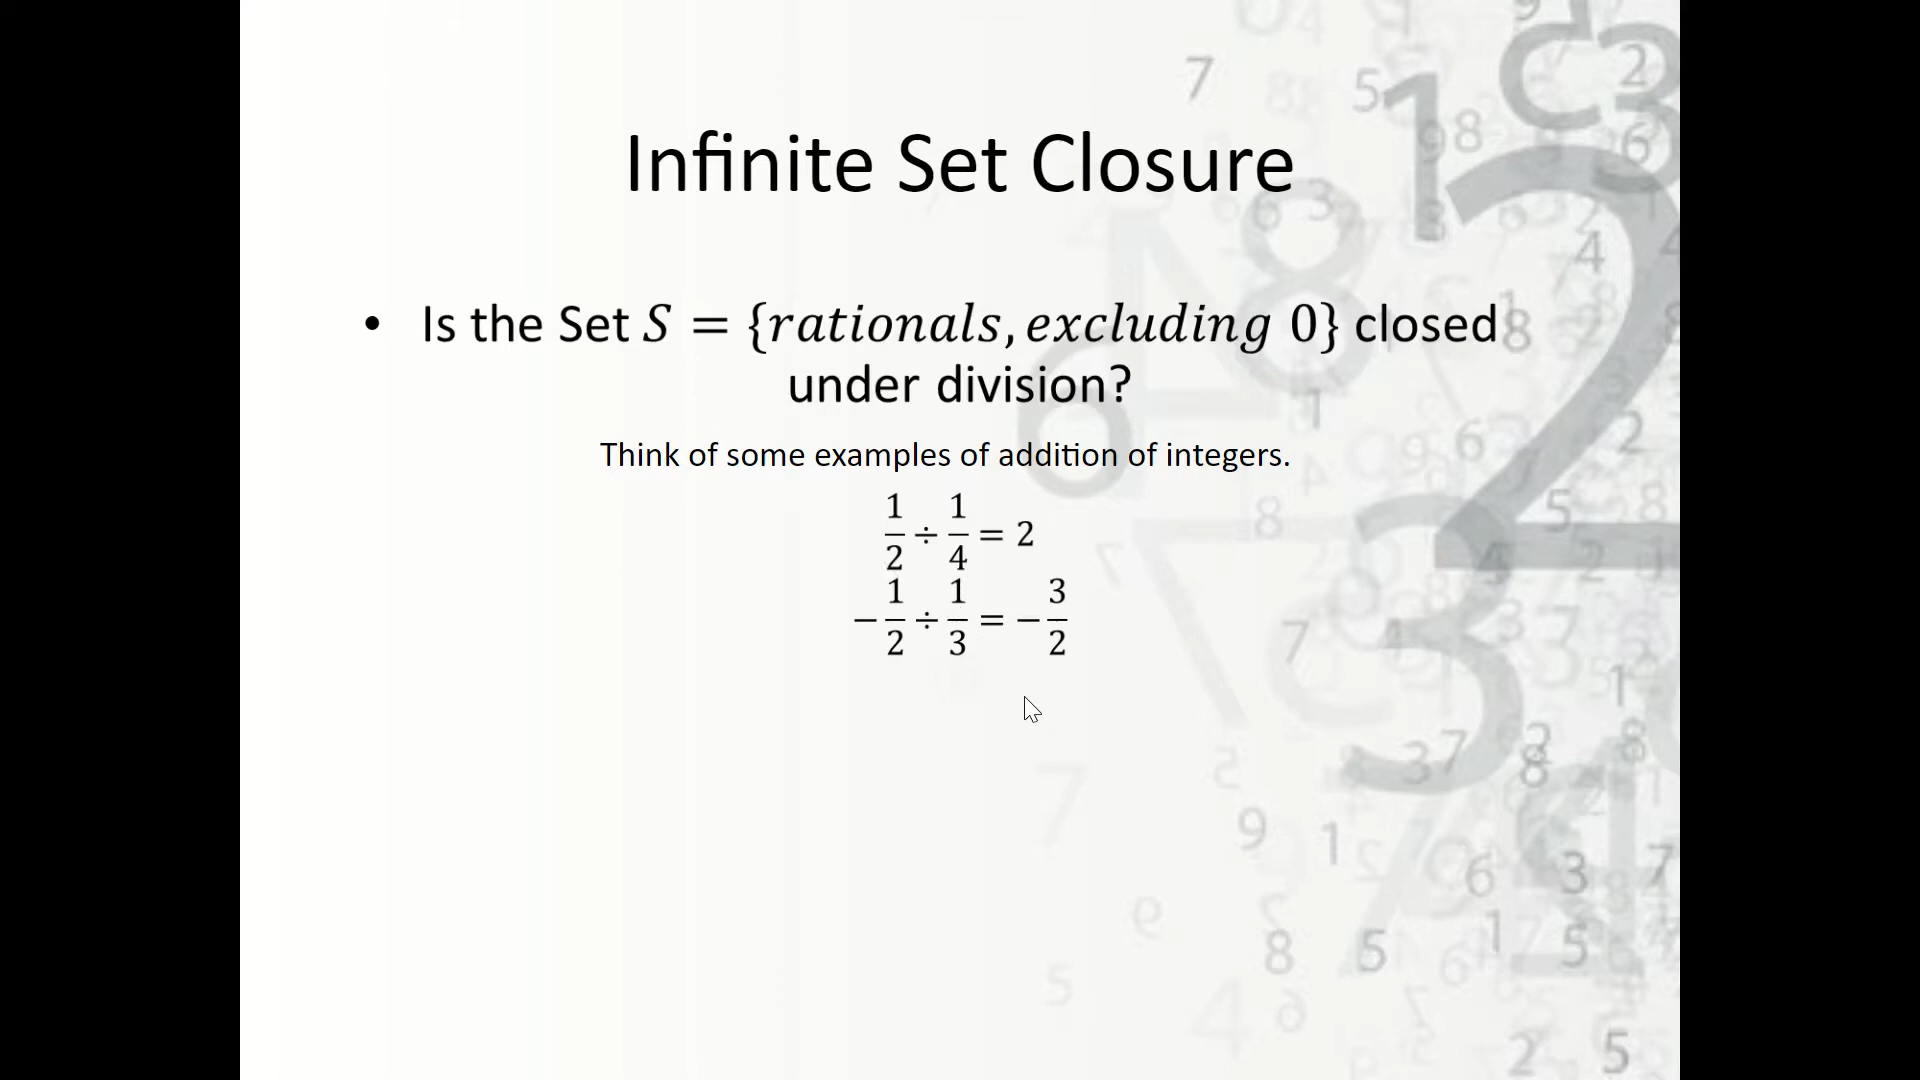 Infinite Set Closure
• Is the Set S = {rationals, excluding 0} closed
under division?
Think of some examples of addition of integers.
1/2 ÷ 1/4 = 2
−1/2 ÷ 1/3 = −3/2